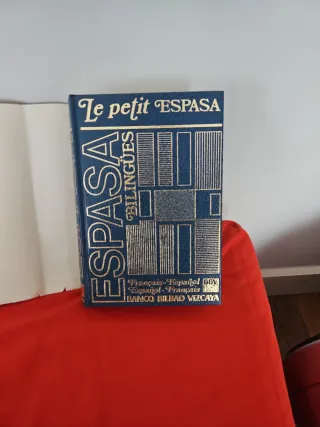 Le petit ESPASA
ESPASA
BILINGÜES
Français-Español
Español-Français
BBV
BANCO BILBAO VIZCAYA